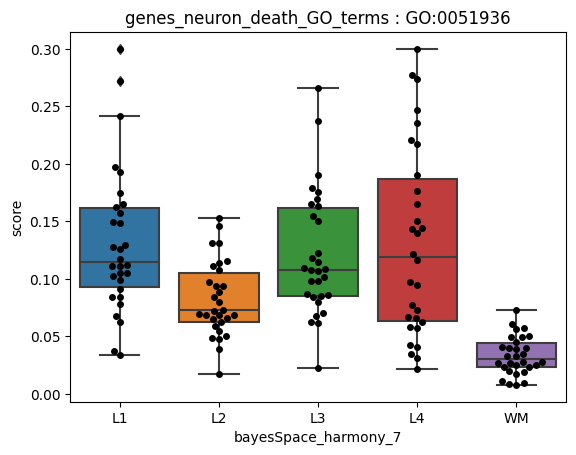 genes_neuron_death_GO_terms : GO:0051936
0.30
0.25
0.20
0.15
0.10
0.05
0.00
score
L1 L2 L3 L4 WM
bayesSpace_harmony_7